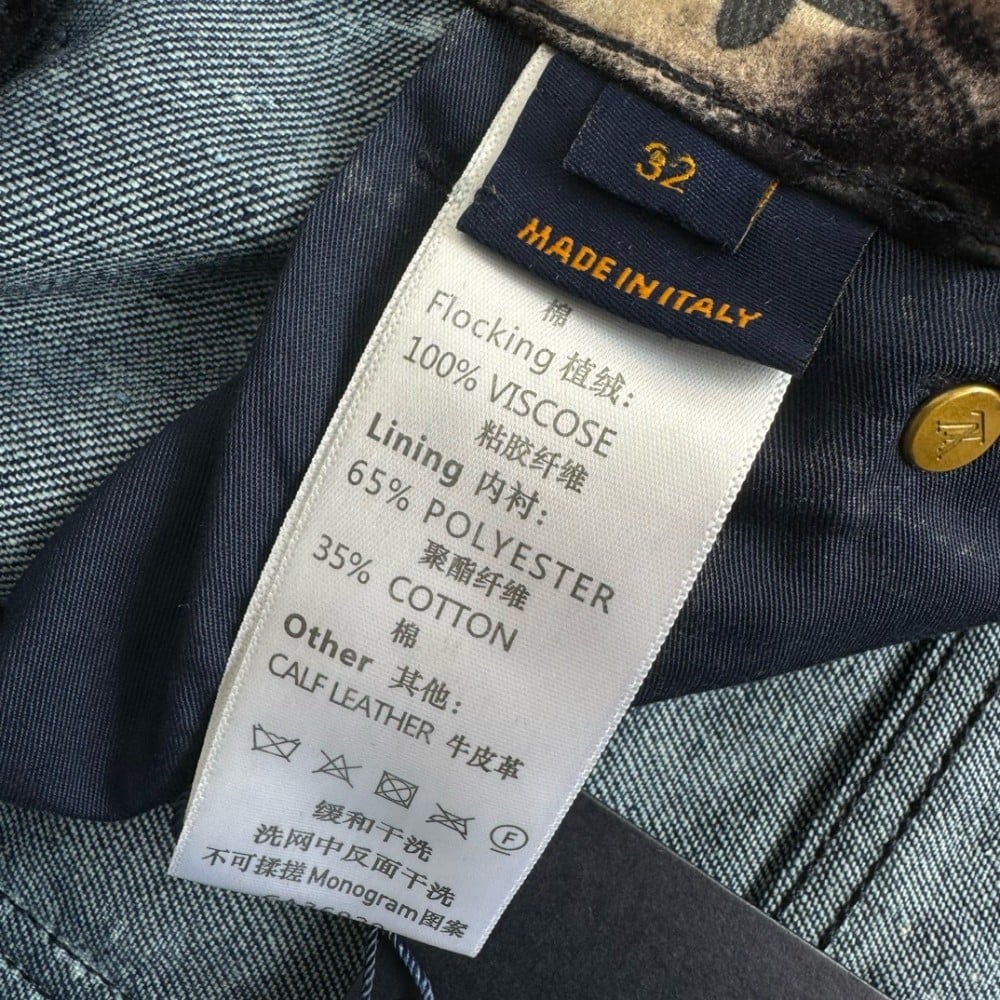 32
MADE IN ITALY
棉
Flocking 植绒:
100% VISCOSE
粘胶纤维
Lining 内衬:
65% POLYESTER
聚酯纤维
35% COTTON
棉
Other 其他:
CALF LEATHER 牛皮革
F
缓和干洗
洗网中反面干洗
不可揉搓Monogram图案
LV